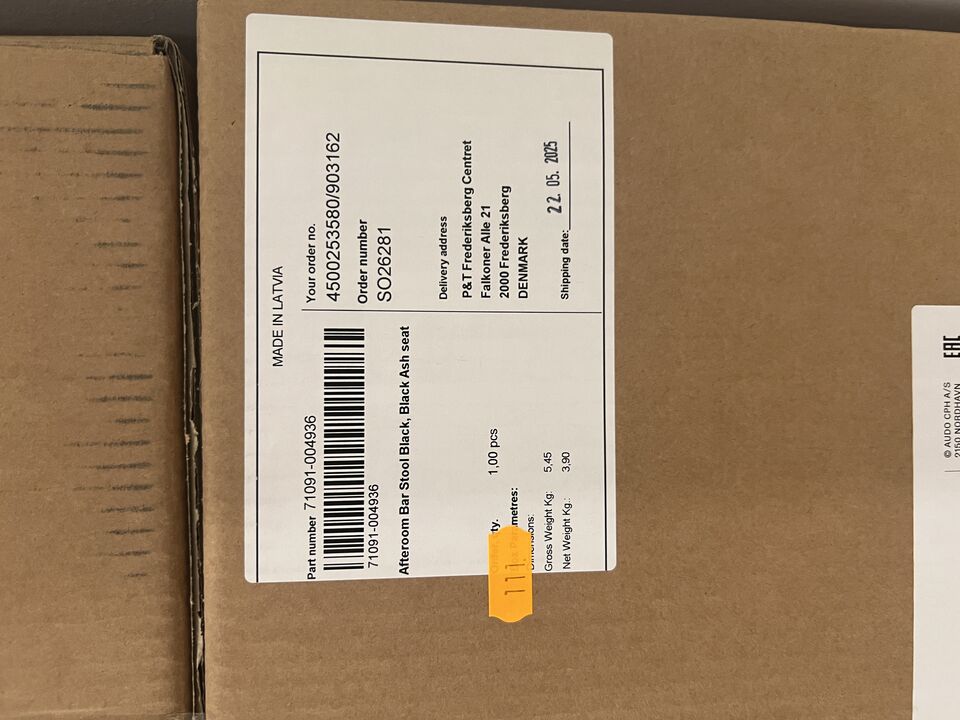 MADE IN LATVIA
Part number 71091-004936
71091-004936
Afteroom Bar Stool Black, Black Ash seat
1,00 pcs
Gross Weight Kg: 5,45
Net Weight Kg.: 3,90
111
Your order no.
4500253580/903162
Order number
SO26281
Delivery address
P&T Frederiksberg Centret
Falkoner Alle 21
2000 Frederiksberg
DENMARK
Shipping date: 22. 05. 2025
EAC
© AUDO CPH A/S
2150 NORDHAVN